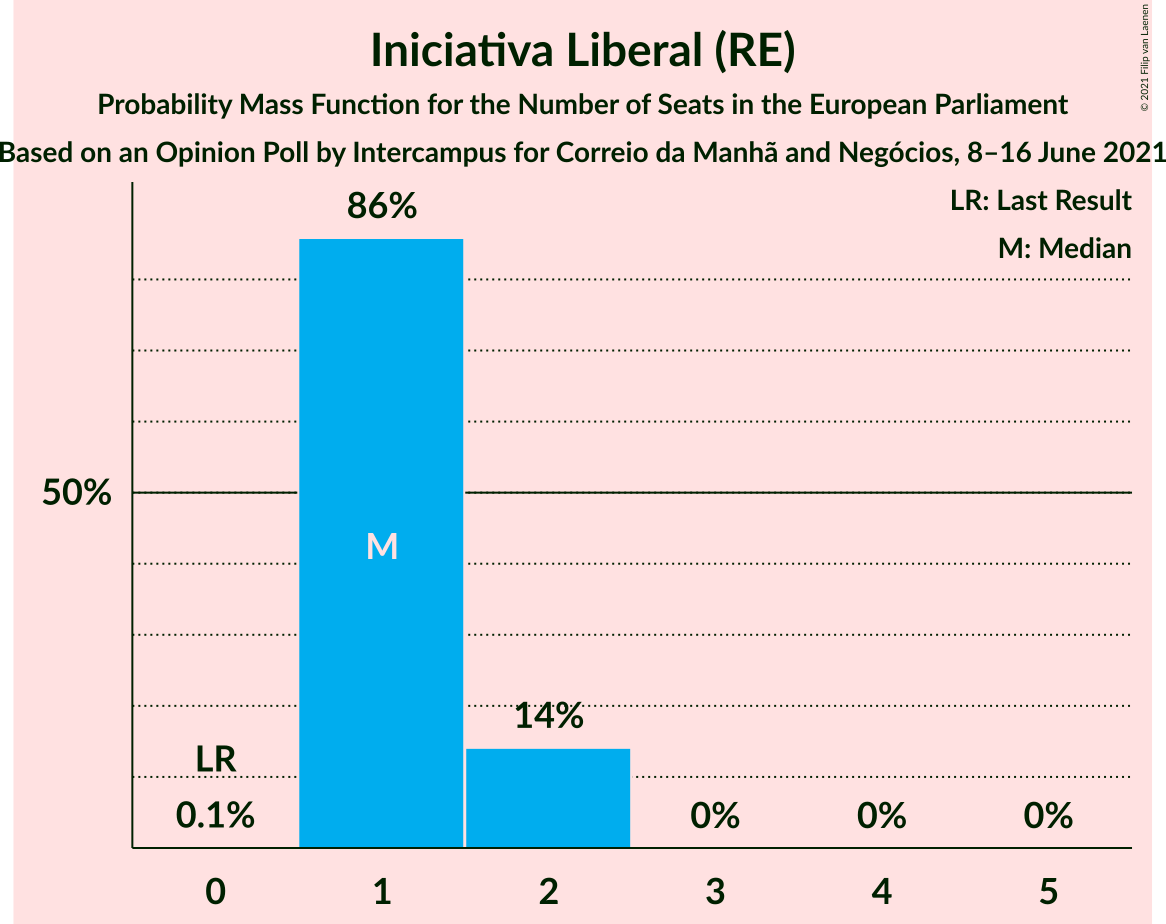 Iniciativa Liberal (RE)
Probability Mass Function for the Number of Seats in the European Parliament
Based on an Opinion Poll by Intercampus for Correio da Manhã and Negócios, 8–16 June 2021
© 2021 Filip van Laenen
LR: Last Result
M: Median
86%
50%
M
14%
LR
0.1%
0%
0%
0%
0
1
2
3
4
5